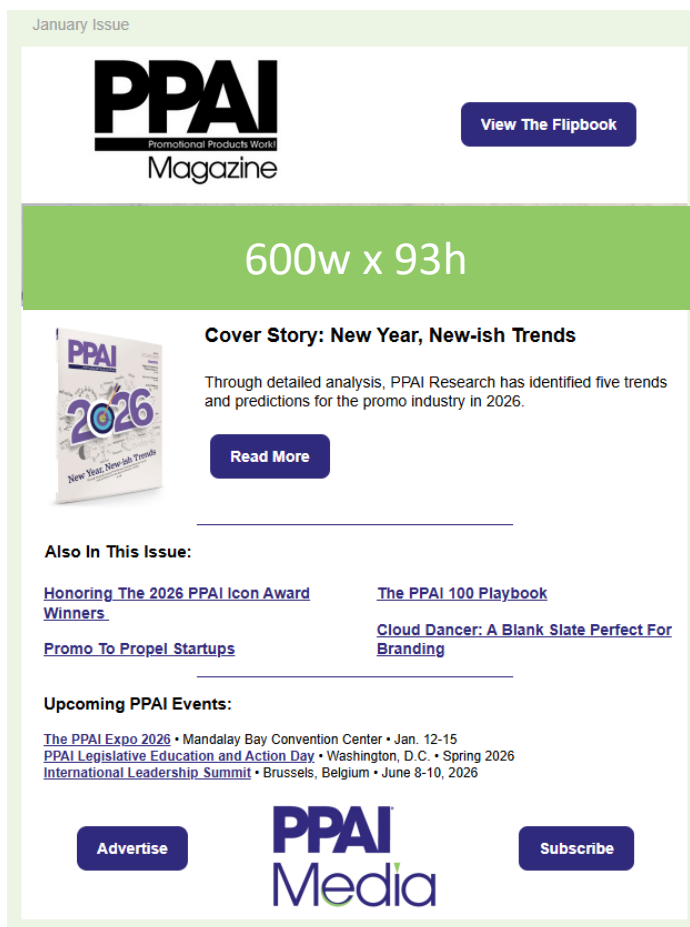 January Issue
PPAI
Promotional Products Work!
Magazine
View The Flipbook
600w x 93h
PPAI
2026
New Year, New-ish Trends
Cover Story: New Year, New-ish Trends
Through detailed analysis, PPAI Research has identified five trends
and predictions for the promo industry in 2026.
Read More
Also In This Issue:
Honoring The 2026 PPAI Icon Award
Winners
Promo To Propel Startups
The PPAI 100 Playbook
Cloud Dancer: A Blank Slate Perfect For
Branding
Upcoming PPAI Events:
The PPAI Expo 2026 • Mandalay Bay Convention Center • Jan. 12-15
PPAI Legislative Education and Action Day • Washington, D.C. • Spring 2026
International Leadership Summit • Brussels, Belgium • June 8-10, 2026
Advertise
PPAI
Media
Subscribe